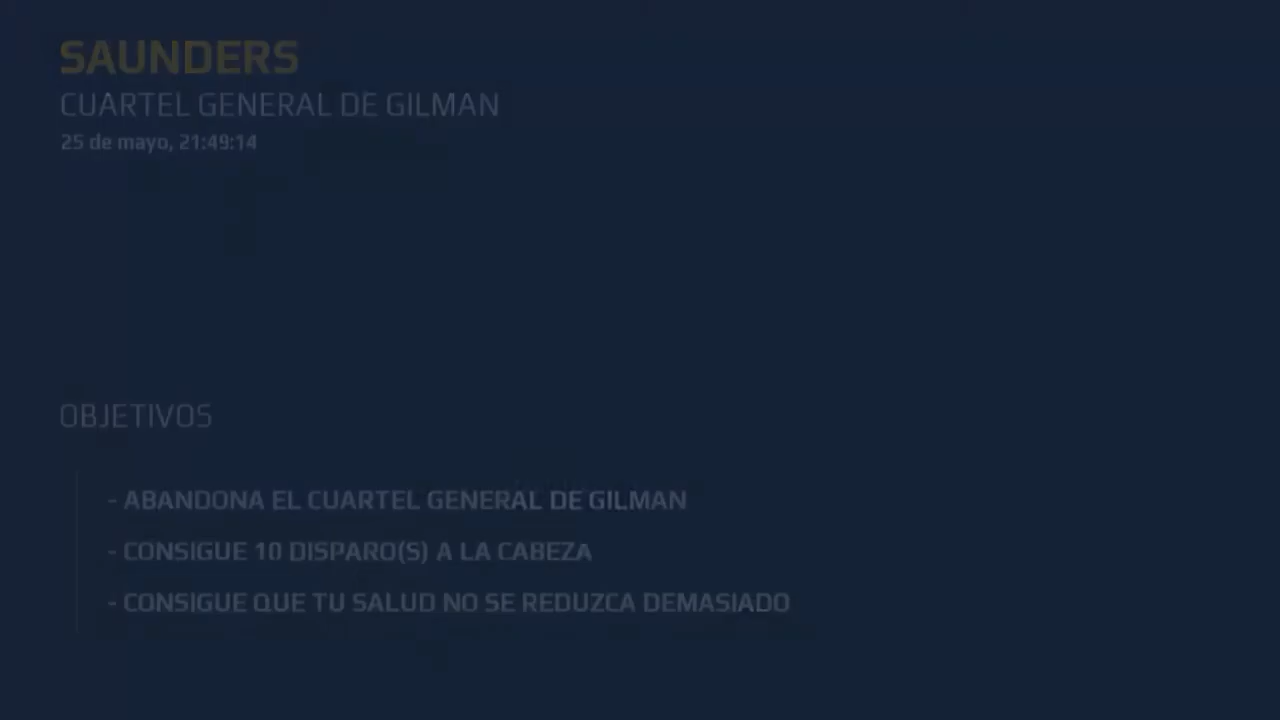 SAUNDERS
CUARTEL GENERAL DE GILMAN
25 de mayo, 21:49:14
OBJETIVOS
- ABANDONA EL CUARTEL GENERAL DE GILMAN
- CONSIGUE 10 DISPARO(S) A LA CABEZA
- CONSIGUE QUE TU SALUD NO SE REDUZCA DEMASIADO